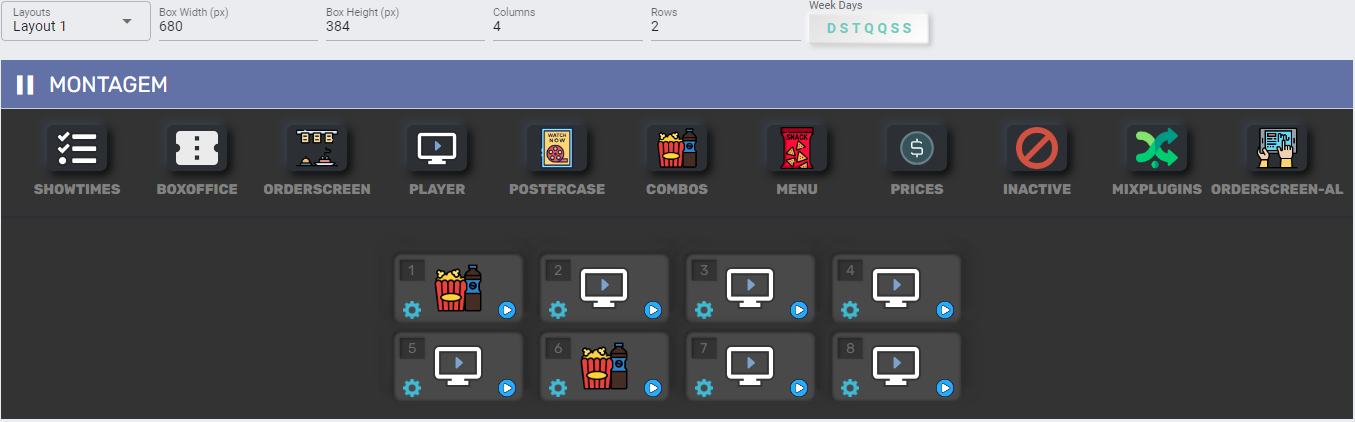 Layouts Box Width (px) Box Height (px) Columns Rows Week Days
Layout 1 680 384 4 2 DSTQQSS
MONTAGEM
WATCH NOW SNACK
SHOWTIMES BOXOFFICE ORDERSCREEN PLAYER POSTERCASE COMBOS MENU PRICES INACTIVE MIXPLUGINS ORDERSCREEN-AL
1 2 3 4
5 6 7 8